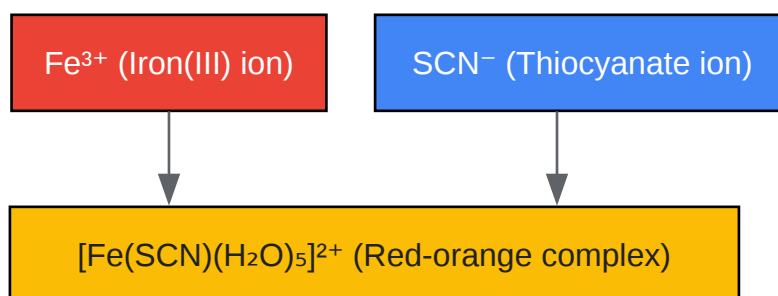 Fe³⁺ (Iron(III) ion)
SCN⁻ (Thiocyanate ion)
[Fe(SCN)(H₂O)₅]²⁺ (Red-orange complex)